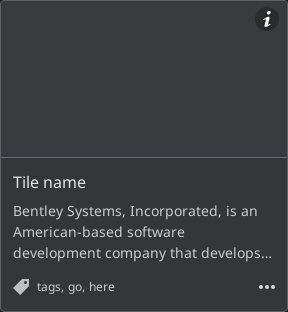 Tile name
Bentley Systems, Incorporated, is an
American-based software
development company that develops...
tags, go, here